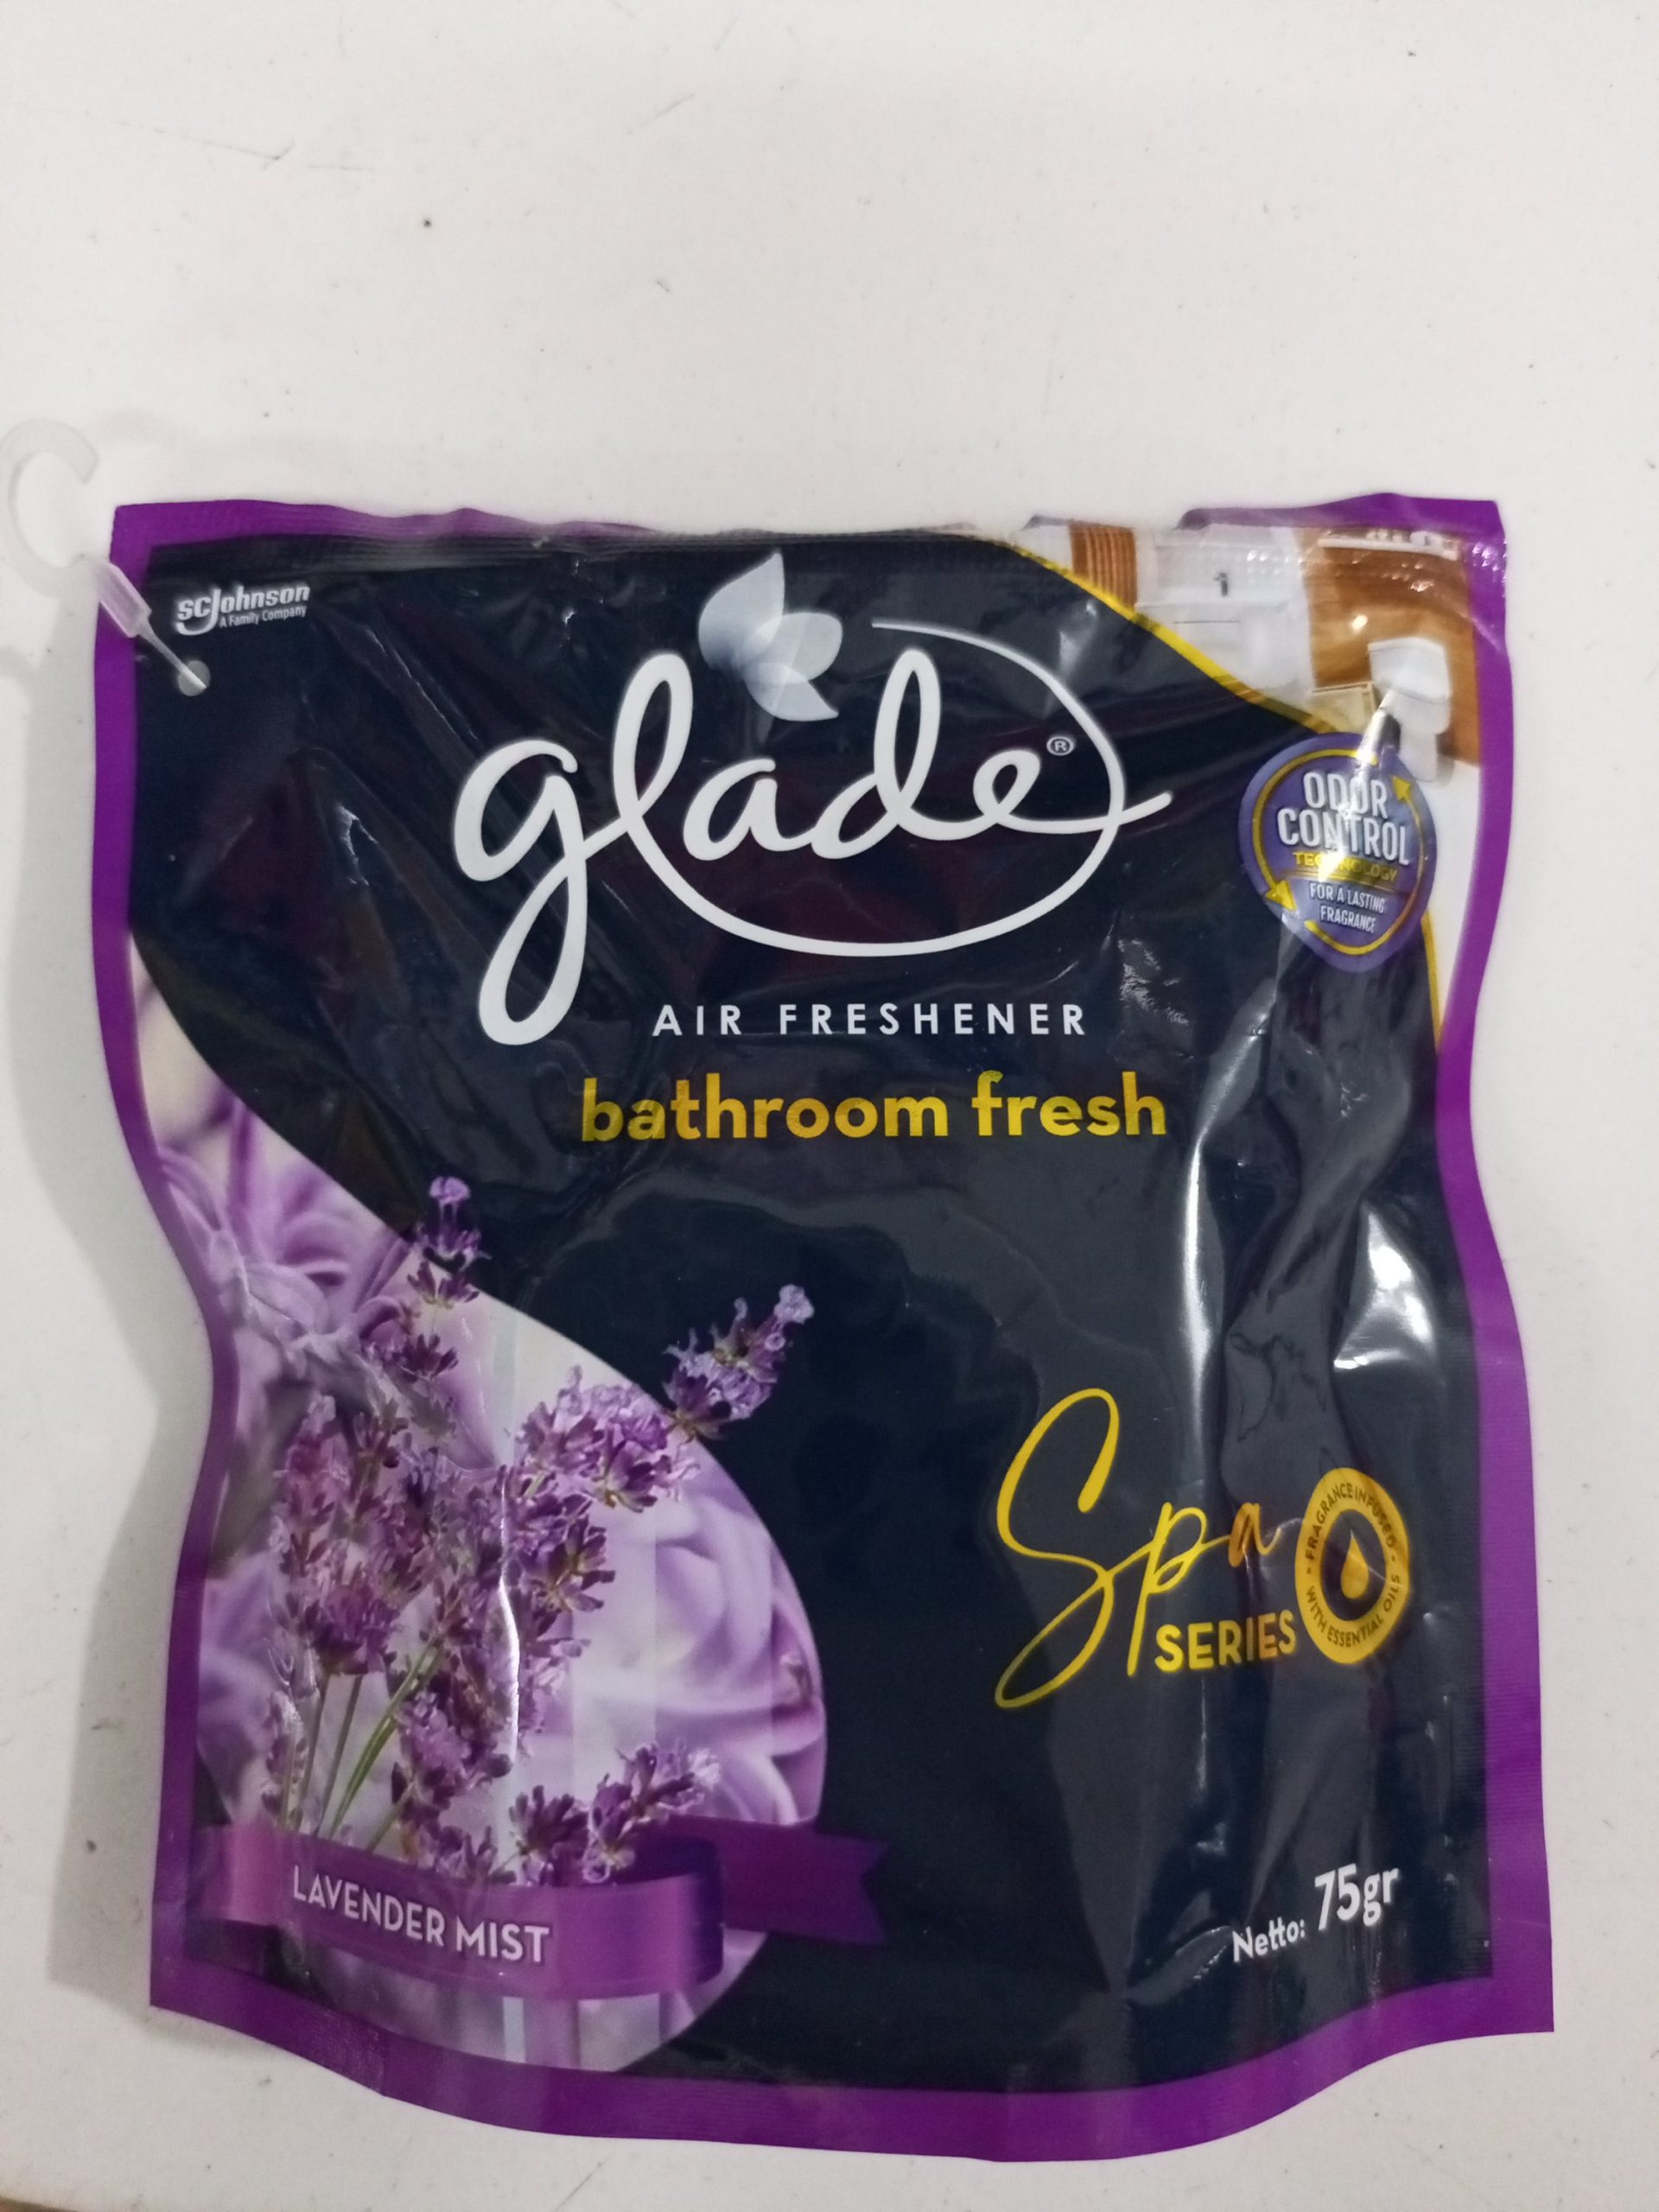 scjohnson
A Family Company
glade®
AIR FRESHENER
bathroom fresh
ODOR
CONTROL
TECHNOLOGY
FOR A LASTING
FRAGRANCE
Spa
SERIES
FRAGRANCE INFUSED
WITH ESSENTIAL OILS
LAVENDER MIST
Netto: 75gr